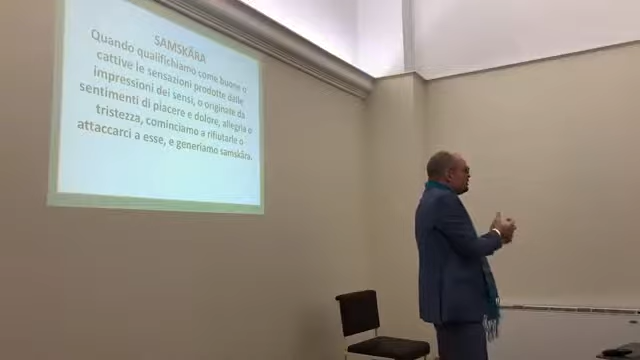 SAMSKĀRA
Quando qualifichiamo come buone o
cattive le sensazioni prodotte dalle
impressioni dei sensi, o originate da
sentimenti di piacere e dolore, allegria o
tristezza, cominciamo a rifiutarle o
attaccarci a esse, e generiamo samskāra.